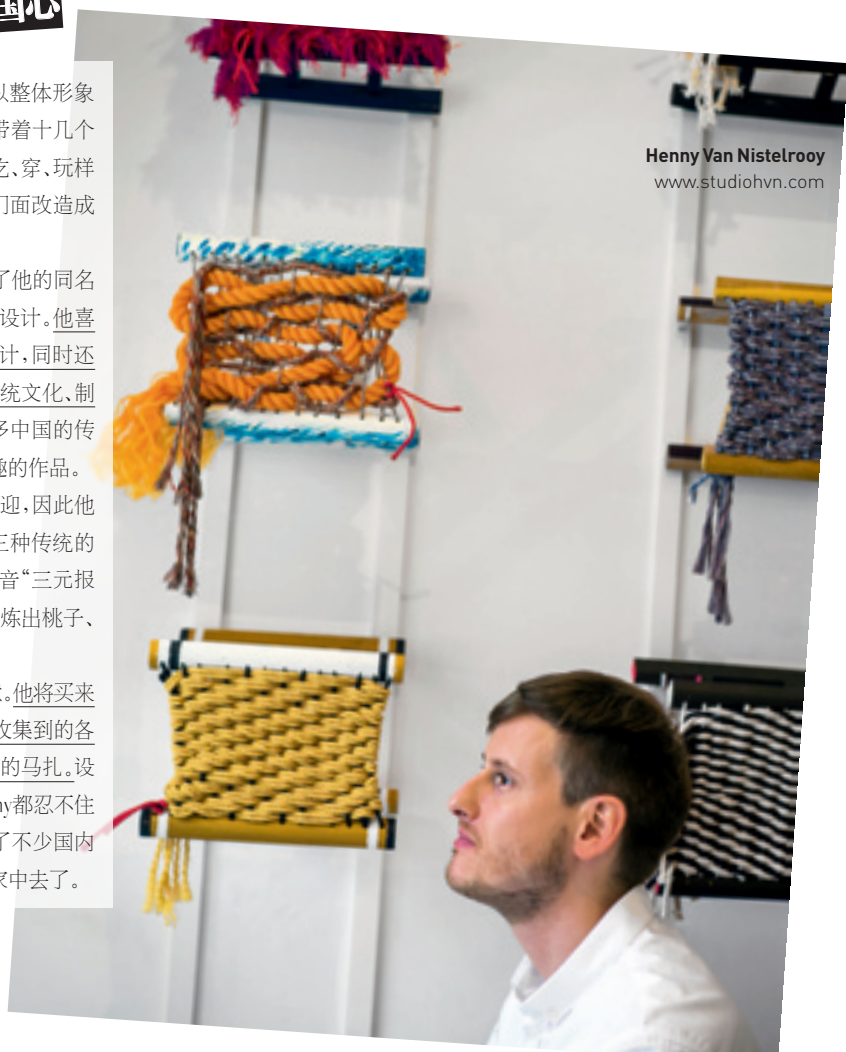 国心
以整体形象
带着十几个
吃、穿、玩样
门面改造成
了他的同名
设计。他喜
计,同时还
统文化、制
多中国的传
趣的作品。
迎,因此他
三种传统的
音“三元报
炼出桃子、
。他将买来
收集到的各
的马扎。设
ny都忍不住
了不少国内
家中去了。
Henny Van Nistelrooy
www.studiohvn.com